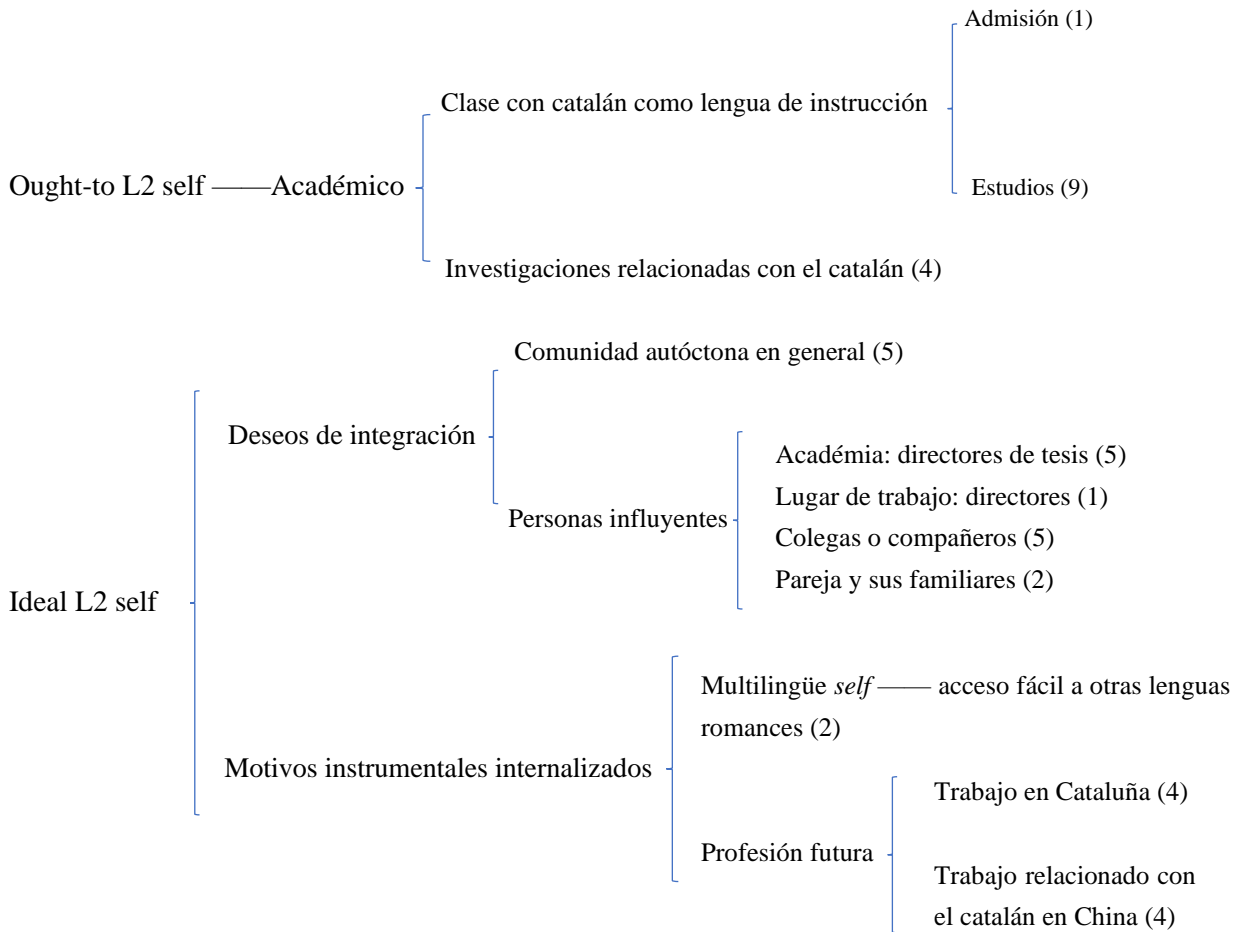 Admisión (1)
Clase con catalán como lengua de instrucción
Ought-to L2 self ——Académico
Estudios (9)
Investigaciones relacionadas con el catalán (4)
Comunidad autóctona en general (5)
Deseos de integración
Académia: directores de tesis (5)
Lugar de trabajo: directores (1)
Personas influyentes
Colegas o compañeros (5)
Pareja y sus familiares (2)
Ideal L2 self
Multilingüe self —— acceso fácil a otras lenguas
romances (2)
Motivos instrumentales internalizados
Trabajo en Cataluña (4)
Profesión futura
Trabajo relacionado con
el catalán en China (4)